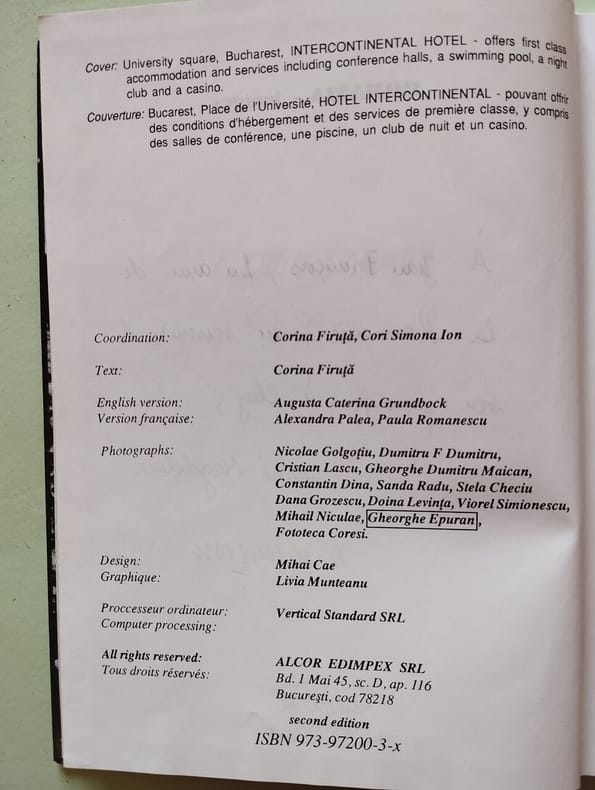 Cover: University square, Bucharest, INTERCONTINENTAL HOTEL - offers first class
accommodation and services including conference halls, a swimming pool, a night
club and a casino.
Couverture: Bucarest, Place de l'Université, HOTEL INTERCONTINENTAL - pouvant offrir
des conditions d'hébergement et des services de première classe, y compris
des salles de conférence, une piscine, un club de nuit et un casino.
Coordination: Corina Firuță, Cori Simona Ion
Text: Corina Firuță
English version: Augusta Caterina Grundbock
Version française: Alexandra Palea, Paula Romanescu
Photographs: Nicolae Golgoțiu, Dumitru F Dumitru,
Cristian Lascu, Gheorghe Dumitru Maican,
Constantin Dina, Sanda Radu, Stela Checiu
Dana Grozescu, Doina Levința, Viorel Simionescu,
Mihail Niculae, Gheorghe Epuran,
Fototeca Coresi.
Design: Mihai Cae
Graphique: Livia Munteanu
Proccesseur ordinateur: Vertical Standard SRL
Computer processing:
All rights reserved: ALCOR EDIMPEX SRL
Tous droits réservés: Bd. 1 Mai 45, sc. D, ap. 116
București, cod 78218
second edition
ISBN 973-97200-3-x